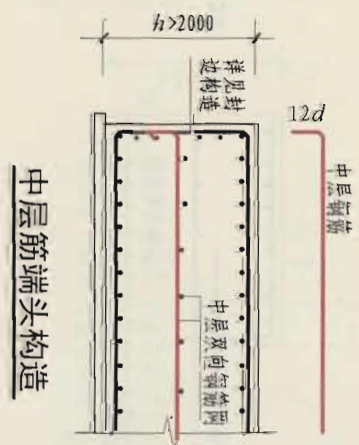 h>2000
详见封
边构造
12d
中层钢筋
中层双向钢筋网
中层筋端头构造